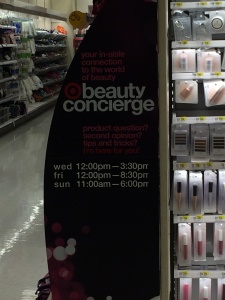 your in-aisle
connection
to the world
of beauty
beauty
concierge
product question?
second opinion?
tips and tricks?
I'm here for you.
wed 12:00pm — 3:30pm
fri 12:00pm — 8:30pm
sun 11:00am — 6:00pm